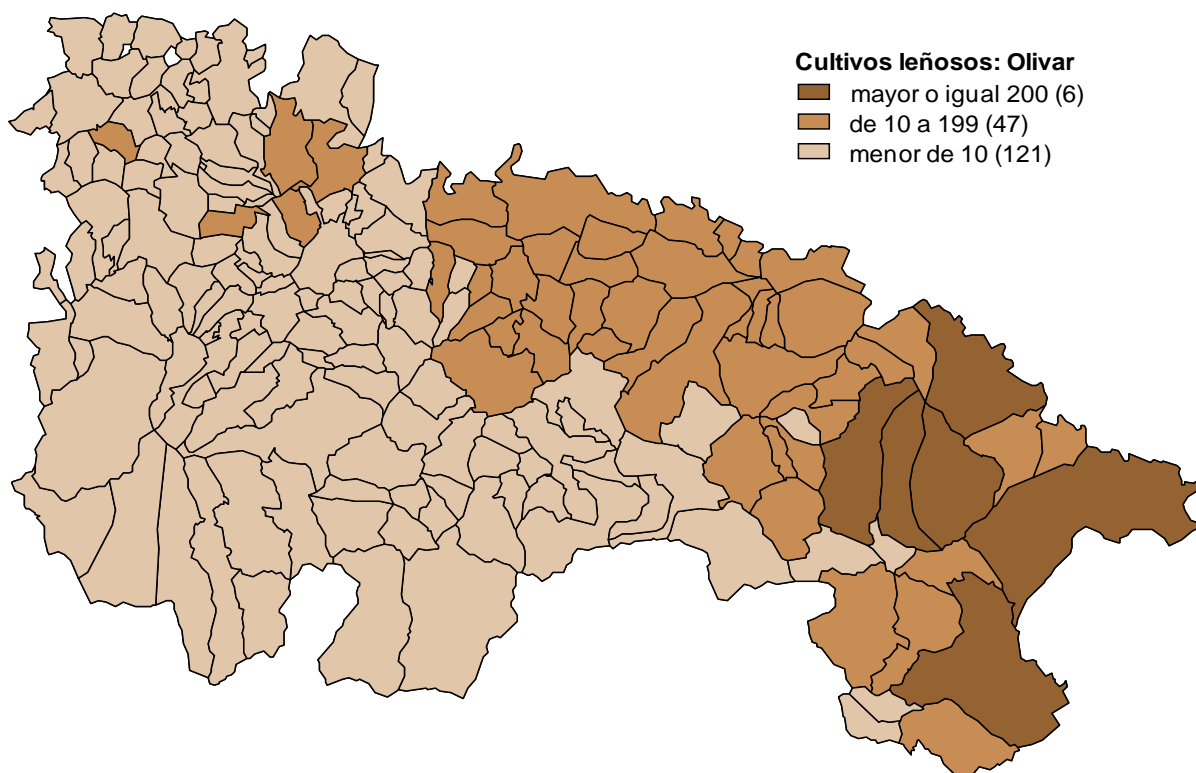 Cultivos leñosos: Olivar
mayor o igual 200 (6)
de 10 a 199 (47)
menor de 10 (121)